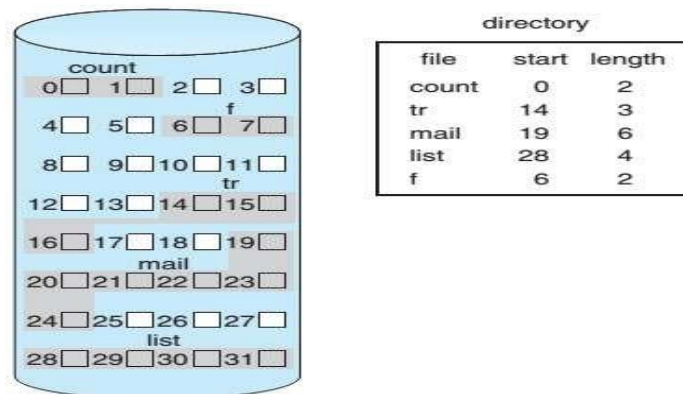 count
0 1 2 3
f
4 5 6 7
8 9 10 11
tr
12 13 14 15
16 17 18 19
mail
20 21 22 23
24 25 26 27
list
28 29 30 31
directory
file start length
count 0 2
tr 14 3
mail 19 6
list 28 4
f 6 2